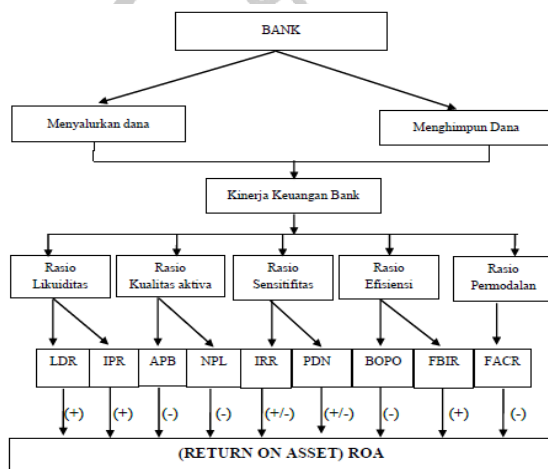 BANK
Menyalurkan dana
Menghimpun Dana
Kinerja Keuangan Bank
Rasio
Likuiditas
Rasio
Kualitas aktiva
Rasio
Sensitifitas
Rasio
Efisiensi
Rasio
Permodalan
LDR IPR APB NPL IRR PDN BOPO FBIR FACR
(+) (+) (-) (-) (+/-) (+/-) (-) (+) (-)
(RETURN ON ASSET) ROA